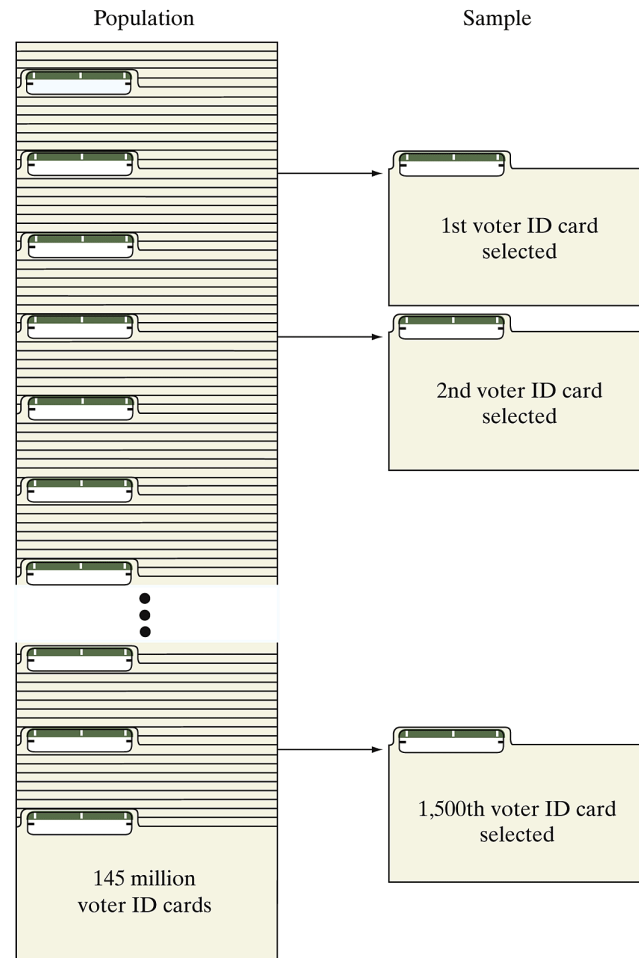 Population
Sample
1st voter ID card
selected
2nd voter ID card
selected
1,500th voter ID card
selected
145 million
voter ID cards